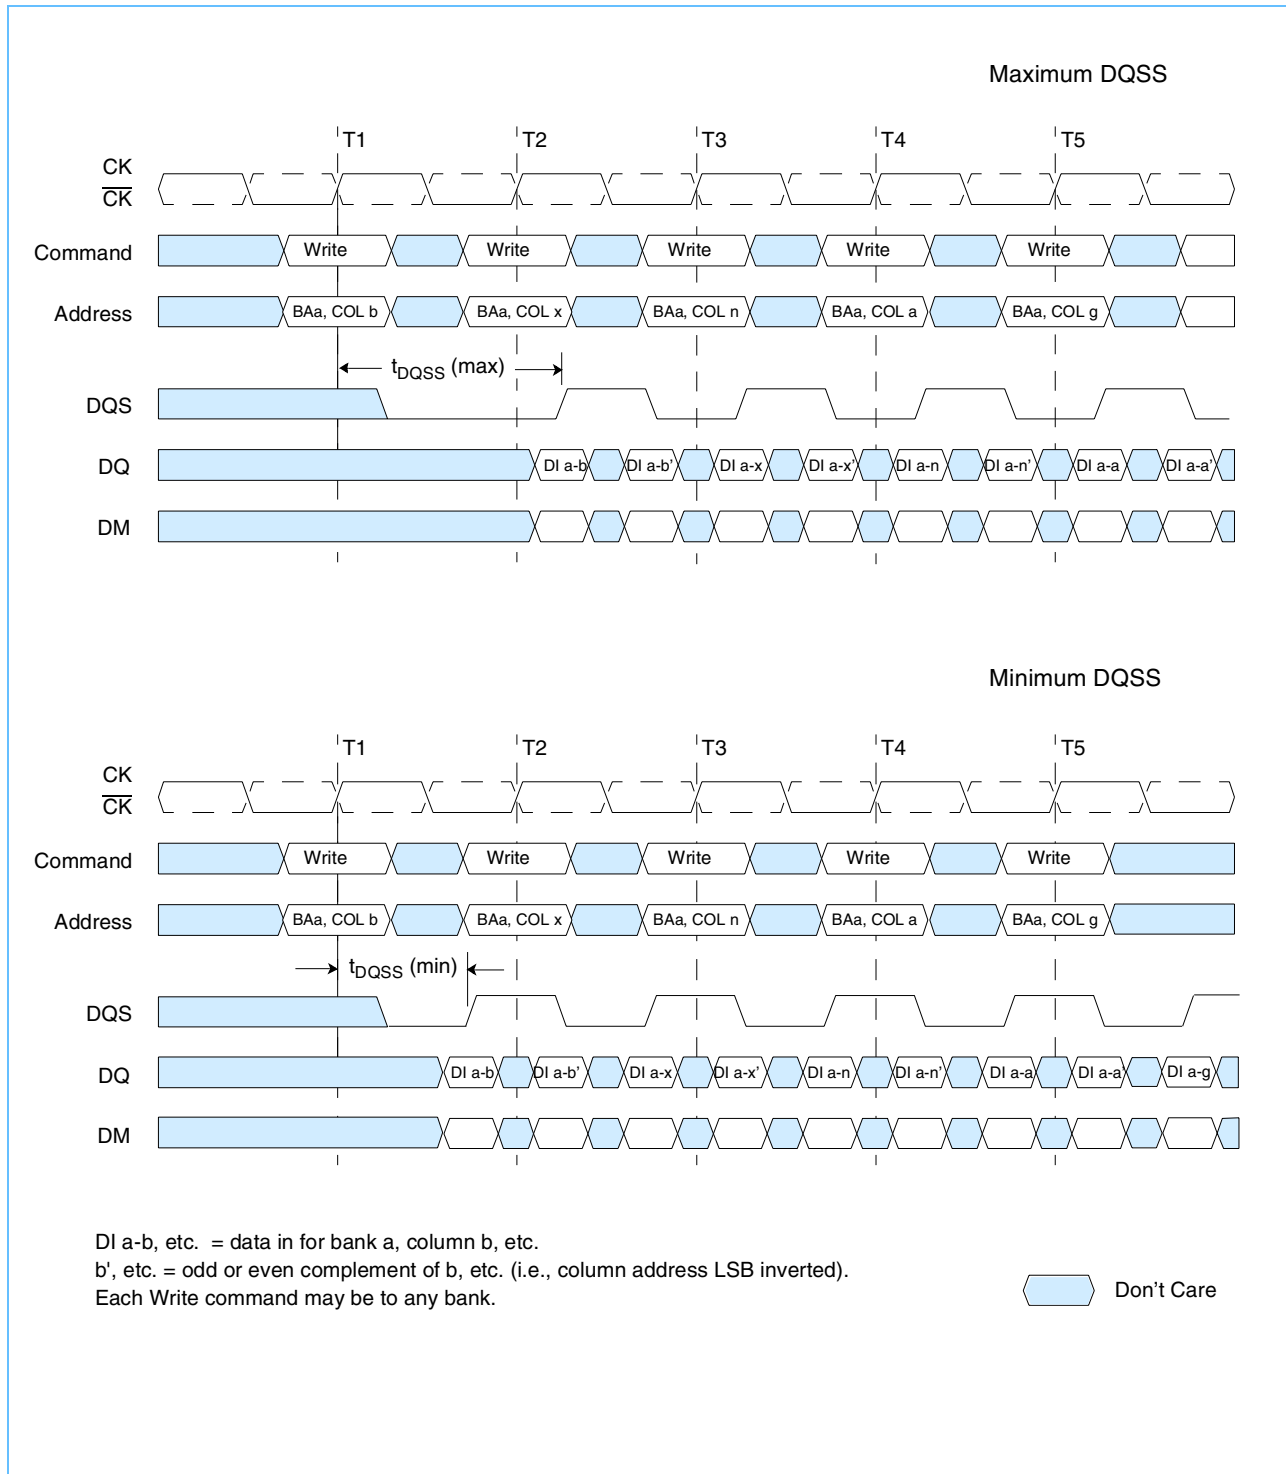 Maximum DQSS
T1 T2 T3 T4 T5
CK
CK
Command Write Write Write Write Write
Address BAa, COL b BAa, COL x BAa, COL n BAa, COL a BAa, COL g
tDQSS (max)
DQS
DQ DI a-b DI a-b' DI a-x DI a-x' DI a-n DI a-n' DI a-a DI a-a'
DM
Minimum DQSS
T1 T2 T3 T4 T5
CK
CK
Command Write Write Write Write Write
Address BAa, COL b BAa, COL x BAa, COL n BAa, COL a BAa, COL g
tDQSS (min)
DQS
DQ DI a-b DI a-b' DI a-x DI a-x' DI a-n DI a-n' DI a-a DI a-a' DI a-g
DM
DI a-b, etc. = data in for bank a, column b, etc.
b', etc. = odd or even complement of b, etc. (i.e., column address LSB inverted).
Each Write command may be to any bank.
Don't Care